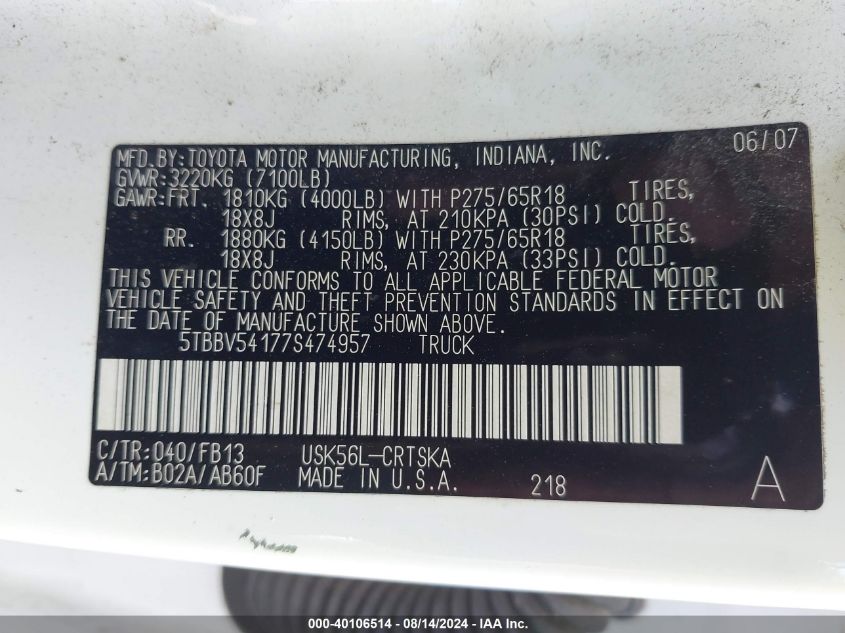 06/07
MFD.BY:TOYOTA MOTOR MANUFACTURING, INDIANA, INC.
GVWR:3220KG (7100LB)
GAWR:FRT. 1810KG (4000LB) WITH P275/65R18 TIRES,
18X8J RIMS, AT 210KPA (30PSI) COLD.
RR. 1880KG (4150LB) WITH P275/65R18 TIRES,
18X8J RIMS, AT 230KPA (33PSI) COLD.
THIS VEHICLE CONFORMS TO ALL APPLICABLE FEDERAL MOTOR
VEHICLE SAFETY AND THEFT PREVENTION STANDARDS IN EFFECT ON
THE DATE OF MANUFACTURE SHOWN ABOVE.
5TBBV54177S474957 TRUCK
C/TR:040/FB13 USK56L-CRTSKA
A/TM:B02A/AB60F MADE IN U.S.A. 218 A
000-40106514 - 08/14/2024 - IAAI.com